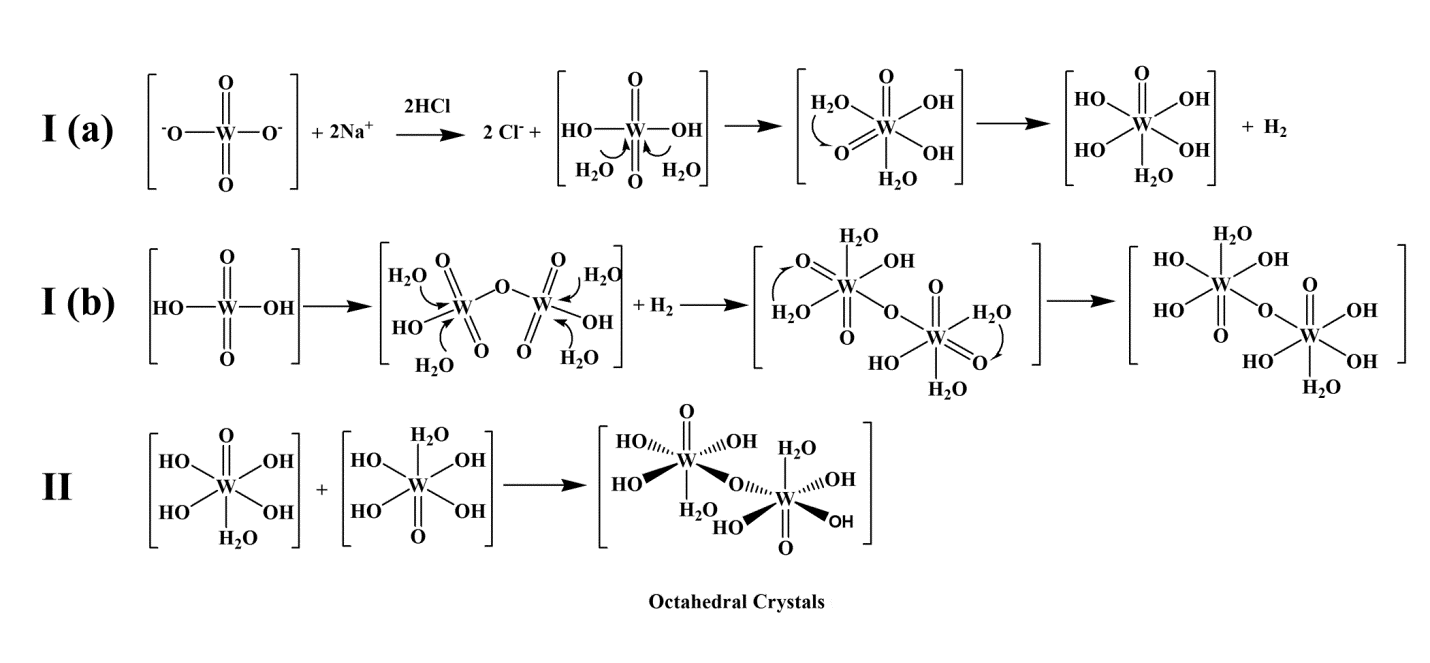 I (a)
O
⁻O W O⁻
O
+ 2Na⁺
2HCl
2 Cl⁻ +
O
HO W OH
H₂O O H₂O
O
H₂O OH
W
O OH
H₂O
O
HO OH
W
HO OH
H₂O
+ H₂
I (b)
O
HO W OH
O
O O
H₂O O H₂O
W W
HO OH
O O
H₂O H₂O
+ H₂
H₂O
O OH
W
H₂O O
O
O H₂O
W
HO O
H₂O
H₂O
HO OH
W
HO O
O
O OH
W
HO OH
H₂O
II
O
HO OH
W
HO OH
H₂O
+
H₂O
HO OH
W
HO OH
O
O
HO OH
W
HO O
H₂O
H₂O
OH
W
HO OH
O
Octahedral Crystals